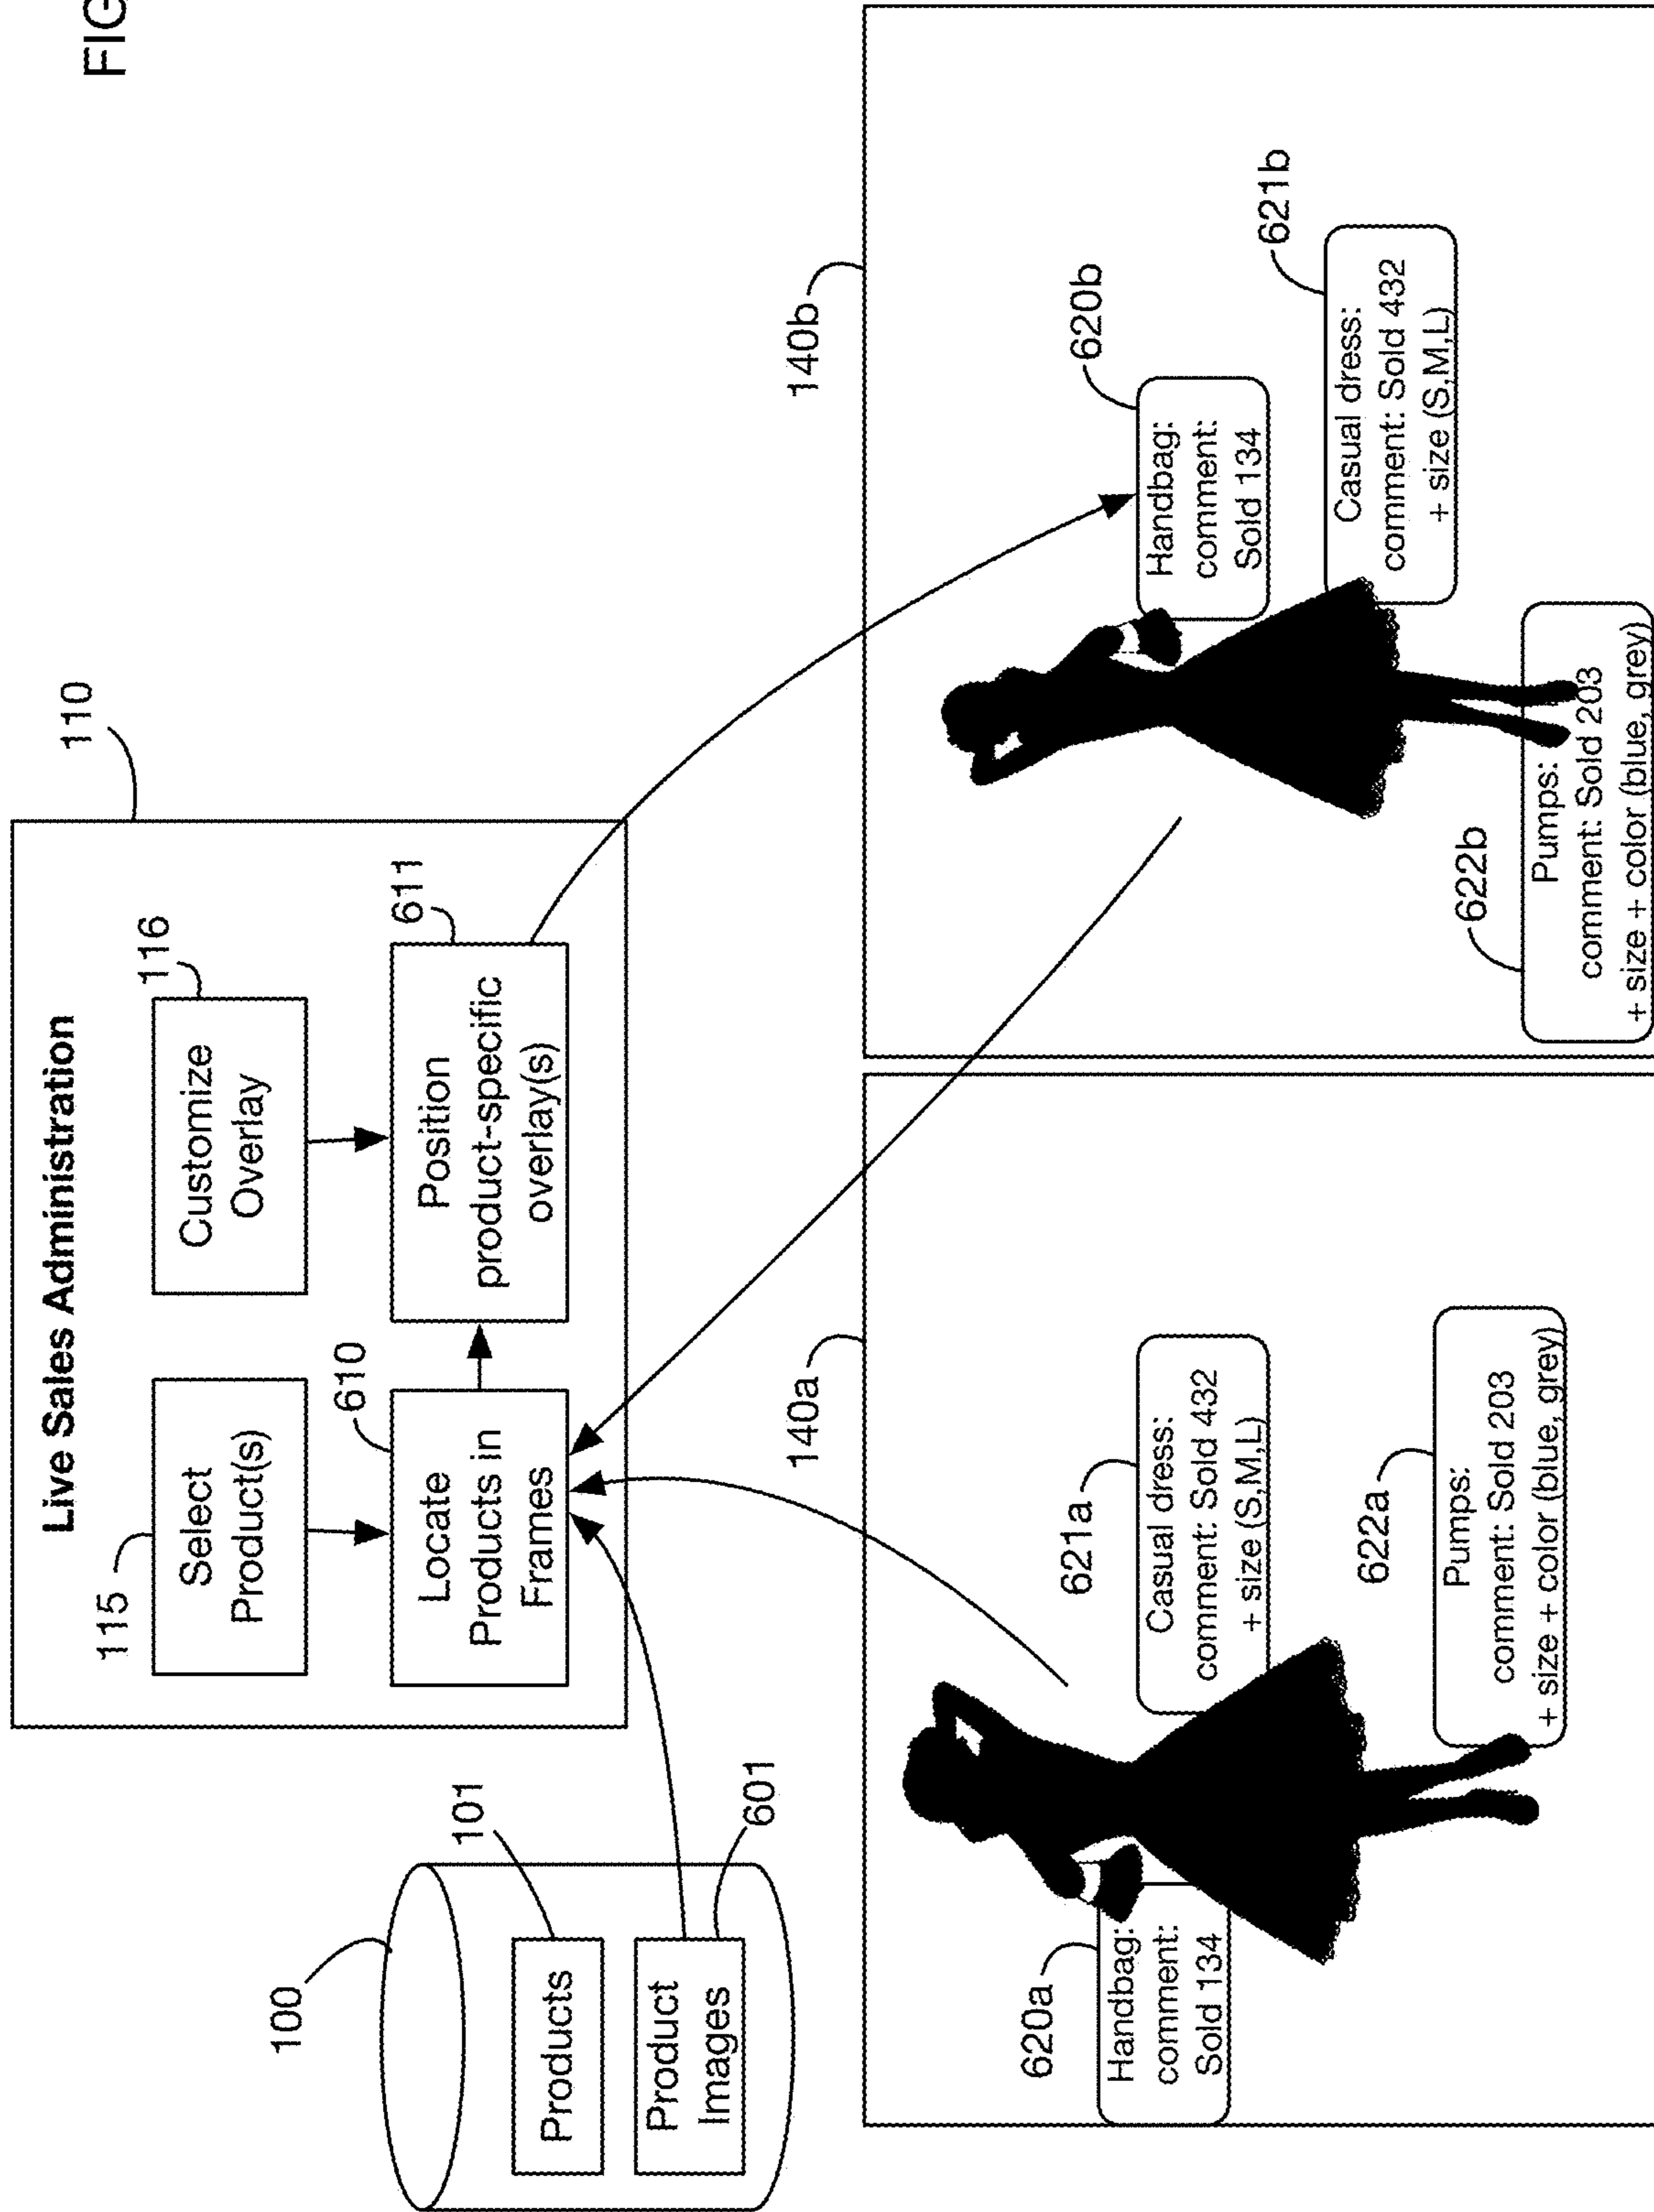 FIG
Live Sales Administration
110
115
Select
Product(s)
116
Customize
Overlay
610
Locate
Products in
Frames
611
Position
product-specific
overlay(s)
100
Products
101
Product
Images
601
140a
620a
Handbag:
comment:
Sold 134
621a
Casual dress:
comment: Sold 432
+ size (S,M,L)
622a
Pumps:
comment: Sold 203
+ size + color (blue, grey)
140b
620b
Handbag:
comment:
Sold 134
621b
Casual dress:
comment: Sold 432
+ size (S,M,L)
622b
Pumps:
comment: Sold 203
+ size + color (blue, grey)